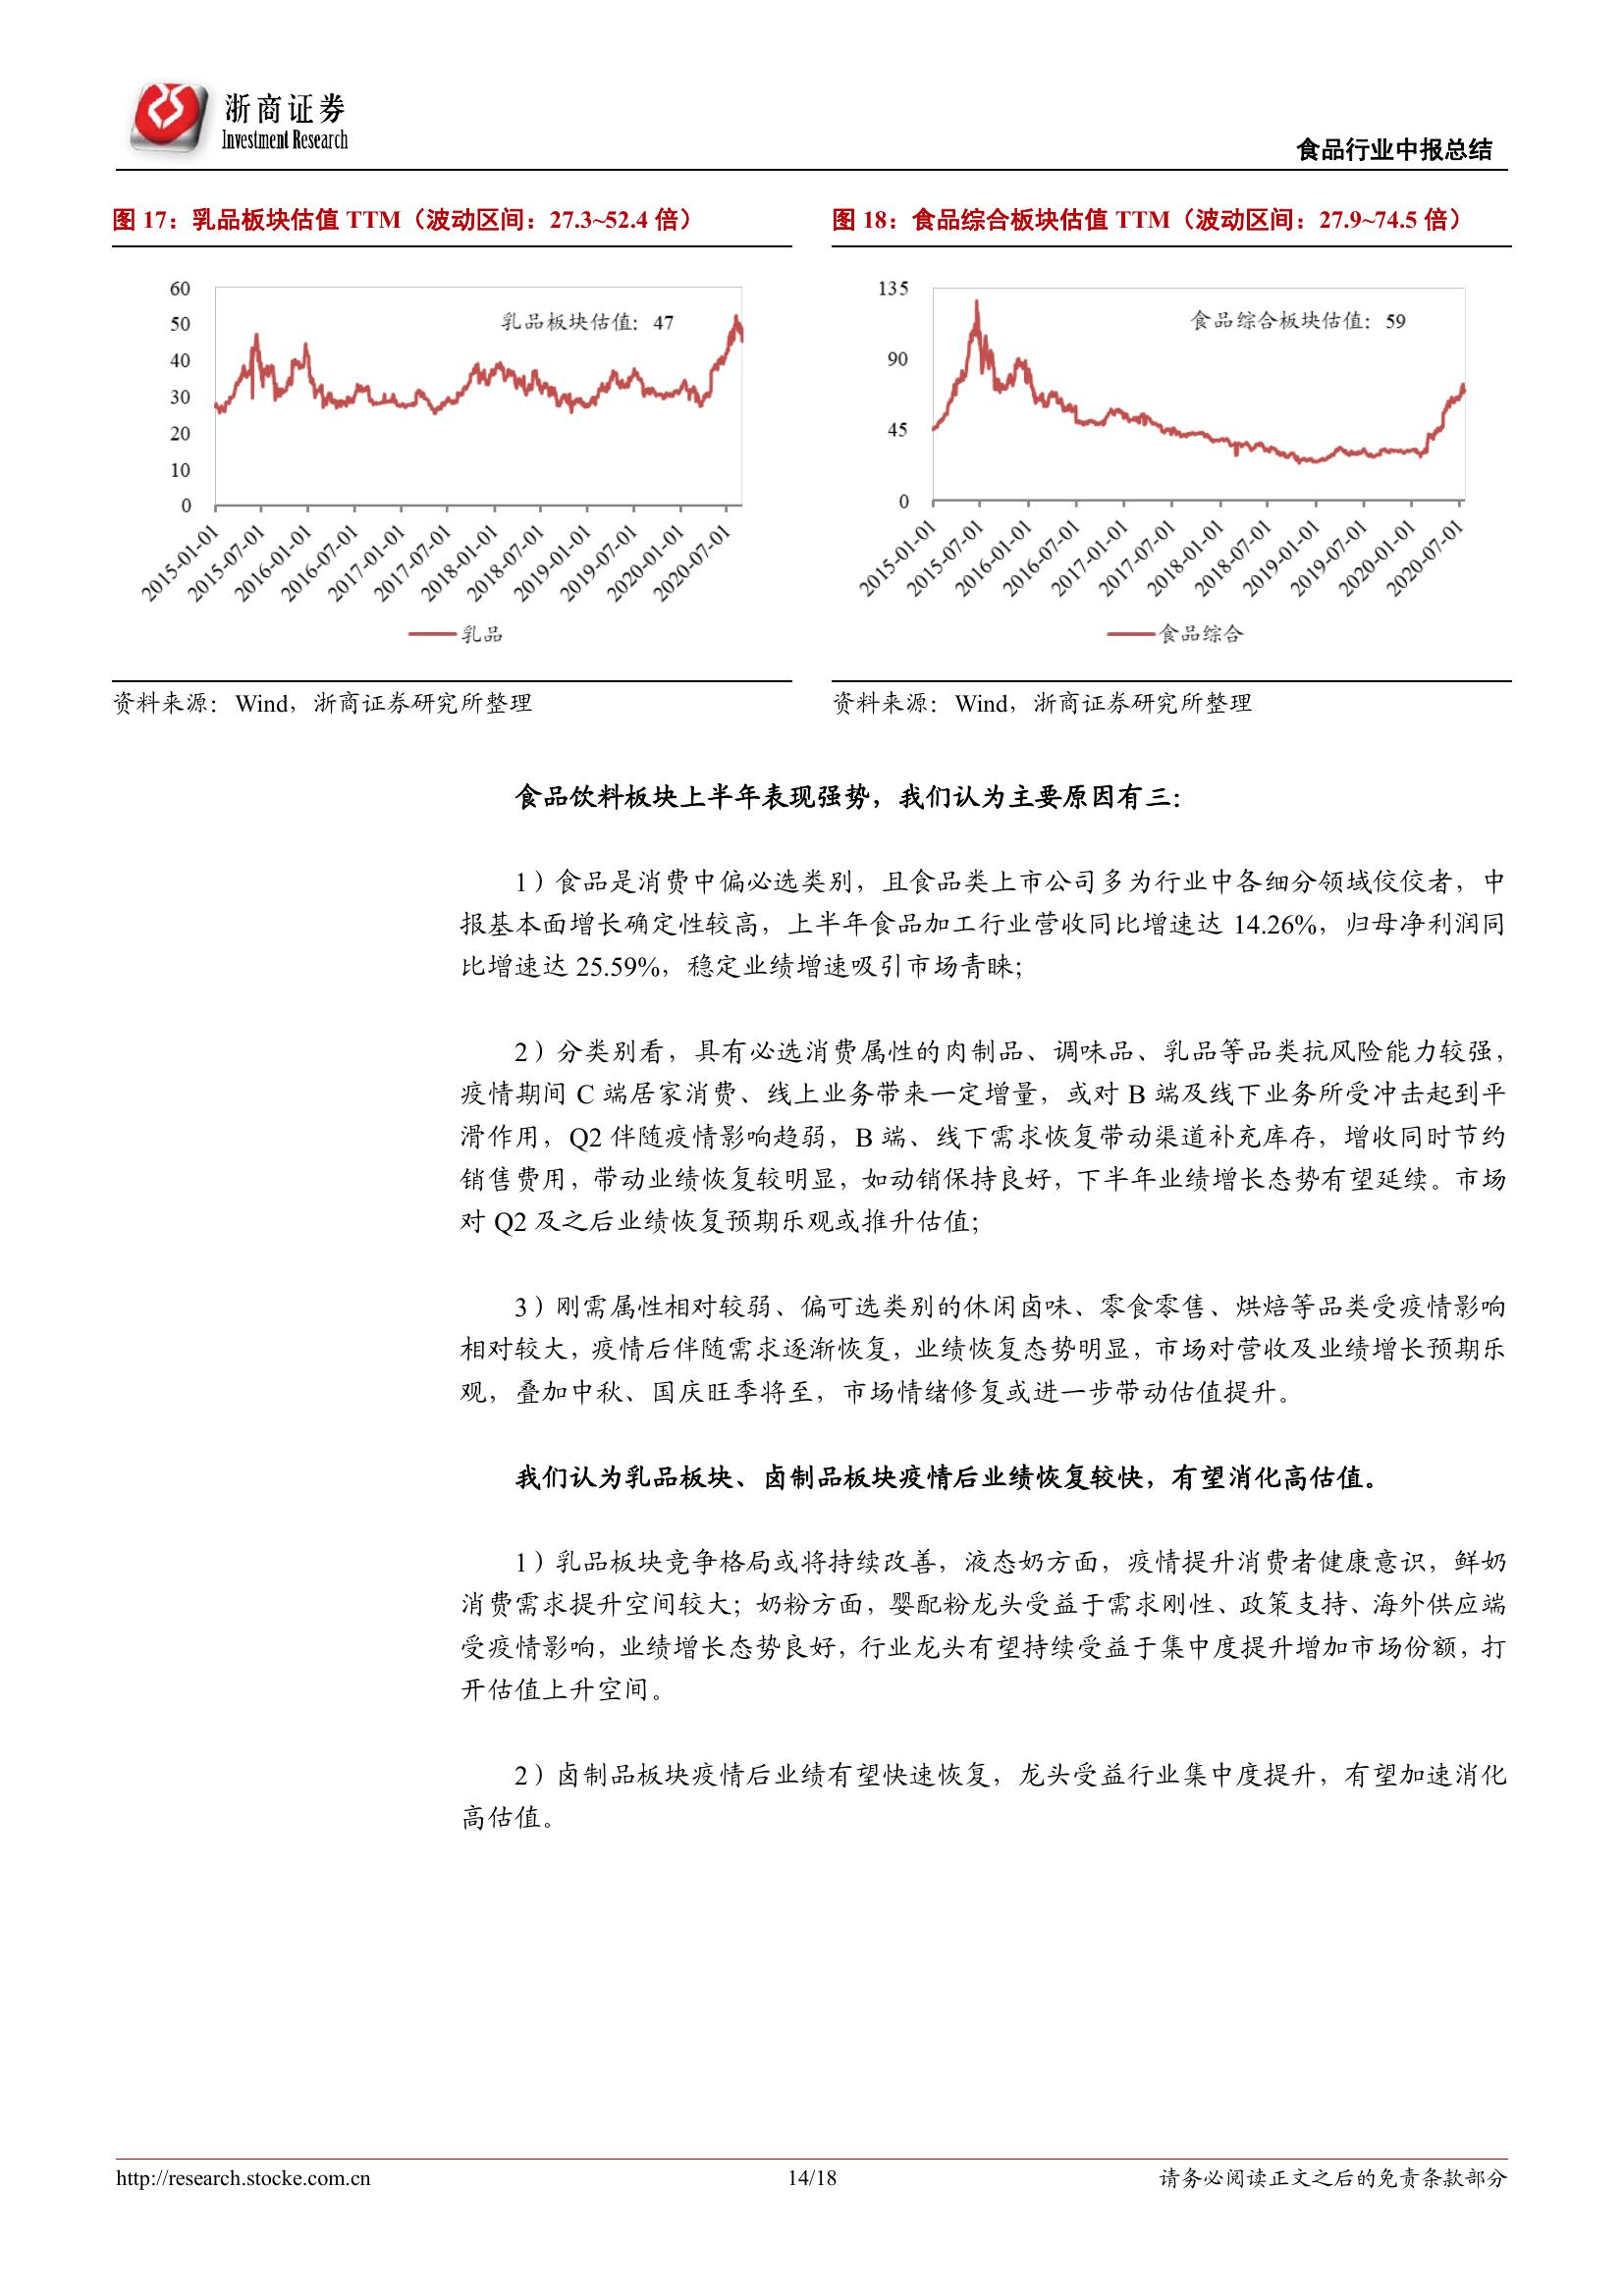 浙商证券
Investment Research
食品行业中报总结
图 17：乳品板块估值 TTM（波动区间：27.3~52.4 倍）
60
50
40
30
20
10
0
乳品板块估值：47
2015-01-01
2015-07-01
2016-01-01
2016-07-01
2017-01-01
2017-07-01
2018-01-01
2018-07-01
2019-01-01
2019-07-01
2020-01-01
2020-07-01
乳品
资料来源：Wind，浙商证券研究所整理
图 18：食品综合板块估值 TTM（波动区间：27.9~74.5 倍）
135
90
45
0
食品综合板块估值：59
2015-01-01
2015-07-01
2016-01-01
2016-07-01
2017-01-01
2017-07-01
2018-01-01
2018-07-01
2019-01-01
2019-07-01
2020-01-01
2020-07-01
食品综合
资料来源：Wind，浙商证券研究所整理
食品饮料板块上半年表现强势，我们认为主要原因有三：
1）食品是消费中偏必选类别，且食品类上市公司多为行业中各细分领域佼佼者，中
报基本面增长确定性较高，上半年食品加工行业营收同比增速达 14.26%，归母净利润同
比增速达 25.59%，稳定业绩增速吸引市场青睐；
2）分类别看，具有必选消费属性的肉制品、调味品、乳品等品类抗风险能力较强，
疫情期间 C 端居家消费、线上业务带来一定增量，或对 B 端及线下业务所受冲击起到平
滑作用，Q2 伴随疫情影响趋弱，B 端、线下需求恢复带动渠道补充库存，增收同时节约
销售费用，带动业绩恢复较明显，如动销保持良好，下半年业绩增长态势有望延续。市场
对 Q2 及之后业绩恢复预期乐观或推升估值；
3）刚需属性相对较弱、偏可选类别的休闲卤味、零食零售、烘焙等品类受疫情影响
相对较大，疫情后伴随需求逐渐恢复，业绩恢复态势明显，市场对营收及业绩增长预期乐
观，叠加中秋、国庆旺季将至，市场情绪修复或进一步带动估值提升。
我们认为乳品板块、卤制品板块疫情后业绩恢复较快，有望消化高估值。
1）乳品板块竞争格局或将持续改善，液态奶方面，疫情提升消费者健康意识，鲜奶
消费需求提升空间较大；奶粉方面，婴配粉龙头受益于需求刚性、政策支持、海外供应端
受疫情影响，业绩增长态势良好，行业龙头有望持续受益于集中度提升增加市场份额，打
开估值上升空间。
2）卤制品板块疫情后业绩有望快速恢复，龙头受益行业集中度提升，有望加速消化
高估值。
http://research.stocke.com.cn
14/18
请务必阅读正文之后的免责条款部分